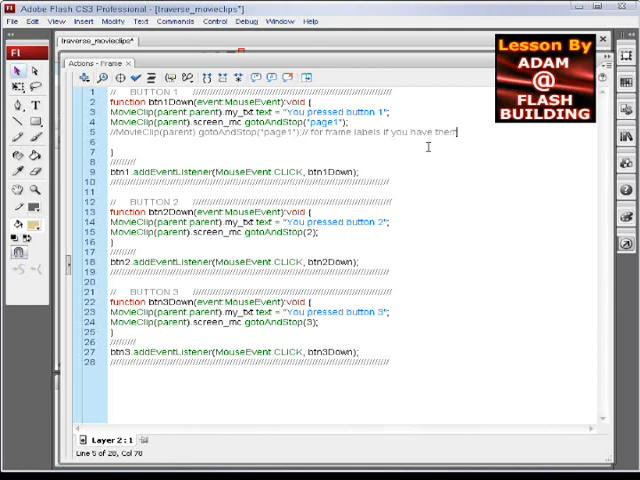 Adobe Flash CS3 Professional - [traverse_movieclips*]
File Edit View Insert Modify Text Commands Control Debug Window Help
traverse_movieclips*
Actions - Frame
Fl
Lesson By
ADAM
@
FLASH
BUILDING
1 // BUTTON 1 ////////////////////////////////////////////////////////
2 function btn1Down(event:MouseEvent):void {
3 MovieClip(parent.parent).my_txt.text = "You pressed button 1";
4 MovieClip(parent).screen_mc.gotoAndStop("page1");
5 //MovieClip(parent).gotoAndStop("page1");// for frame labels if you have them
6
7 }
8 /////////
9 btn1.addEventListener(MouseEvent.CLICK, btn1Down);
10 ////////////////////////////////////////////////////////////////////////////////
11
12 // BUTTON 2 ////////////////////////////////////////////////////////
13 function btn2Down(event:MouseEvent):void {
14 MovieClip(parent.parent).my_txt.text = "You pressed button 2";
15 MovieClip(parent).screen_mc.gotoAndStop(2);
16 }
17 /////////
18 btn2.addEventListener(MouseEvent.CLICK, btn2Down);
19 ////////////////////////////////////////////////////////////////////////////////
20
21 // BUTTON 3 ////////////////////////////////////////////////////////
22 function btn3Down(event:MouseEvent):void {
23 MovieClip(parent.parent).my_txt.text = "You pressed button 3";
24 MovieClip(parent).screen_mc.gotoAndStop(3);
25 }
26 /////////
27 btn3.addEventListener(MouseEvent.CLICK, btn3Down);
28 ////////////////////////////////////////////////////////////////////////////////
Layer 2 : 1
Line 5 of 28, Col 78